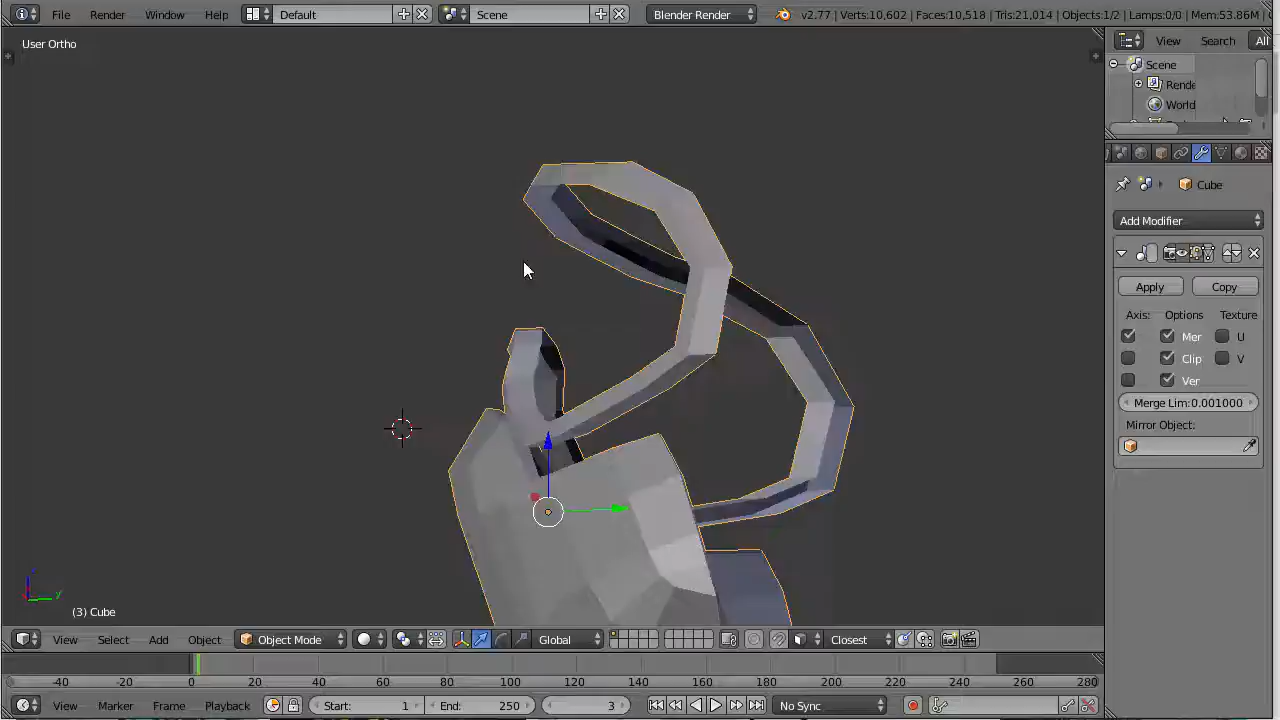 File Render Window Help Default Scene Blender Render v2.77 | Verts:10,602 | Faces:10,518 | Tris:21,014 | Objects:1/2 | Lamps:0/0 | Mem:53.86M
User Ortho
View Search All
Scene
Rende
World
Cube
Add Modifier
Apply Copy
Axis: Options Texture
Mer U
Clip V
Ver
Merge Lim:0.001000
Mirror Object:
z
y
(3) Cube
View Select Add Object Object Mode Global Closest
-40 -20 0 20 40 60 80 100 120 140 160 180 200 220 240 260 280
View Marker Frame Playback Start: 1 End: 250 3 No Sync